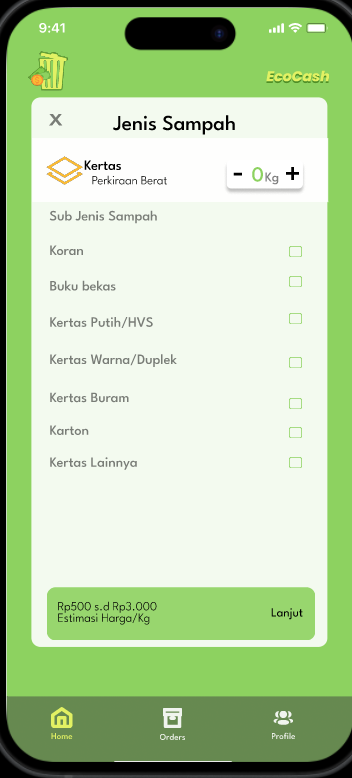 9:41
EcoCash
X
Jenis Sampah
Kertas
Perkiraan Berat
- 0Kg +
Sub Jenis Sampah
Koran
Buku bekas
Kertas Putih/HVS
Kertas Warna/Duplek
Kertas Buram
Karton
Kertas Lainnya
Rp500 s.d Rp3.000
Estimasi Harga/Kg
Lanjut
Home
Orders
Profile